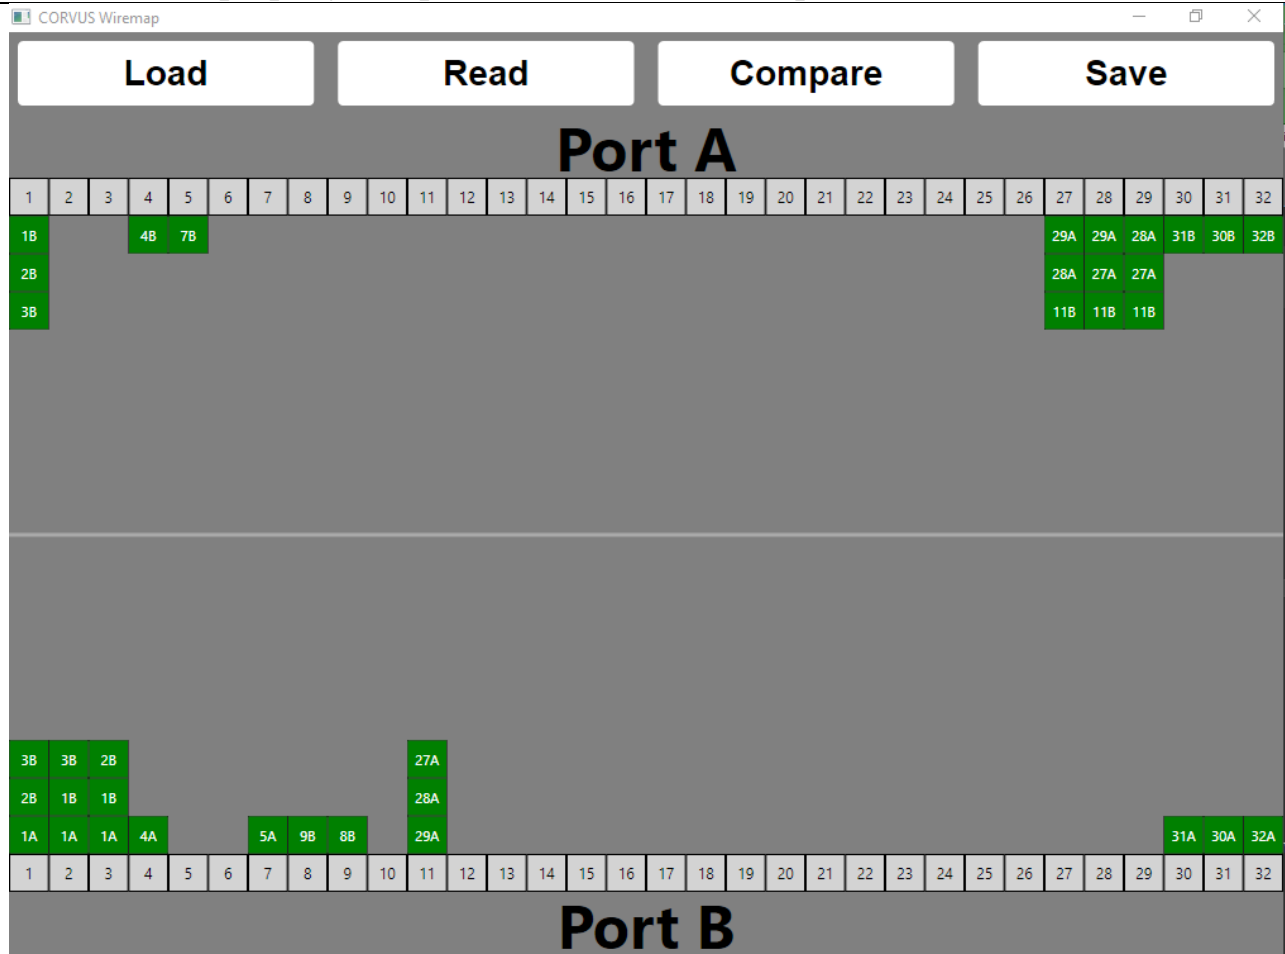 CORVUS Wiremap
Load Read Compare Save
Port A
1 2 3 4 5 6 7 8 9 10 11 12 13 14 15 16 17 18 19 20 21 22 23 24 25 26 27 28 29 30 31 32
1B 4B 7B 29A 29A 28A 31B 30B 32B
2B 28A 27A 27A
3B 11B 11B 11B
3B 3B 2B 27A
2B 1B 1B 28A
1A 1A 1A 4A 5A 9B 8B 29A 31A 30A 32A
1 2 3 4 5 6 7 8 9 10 11 12 13 14 15 16 17 18 19 20 21 22 23 24 25 26 27 28 29 30 31 32
Port B